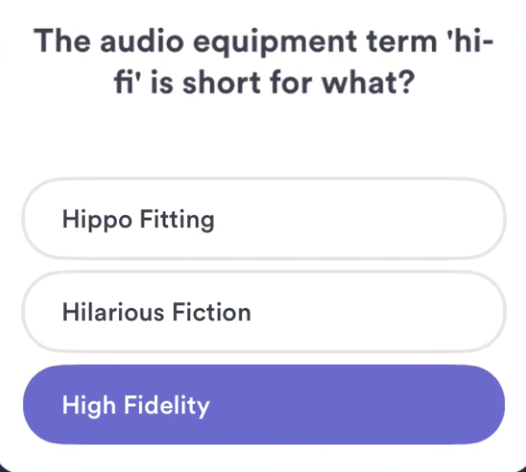 The audio equipment term 'hi-
fi' is short for what?
Hippo Fitting
Hilarious Fiction
High Fidelity